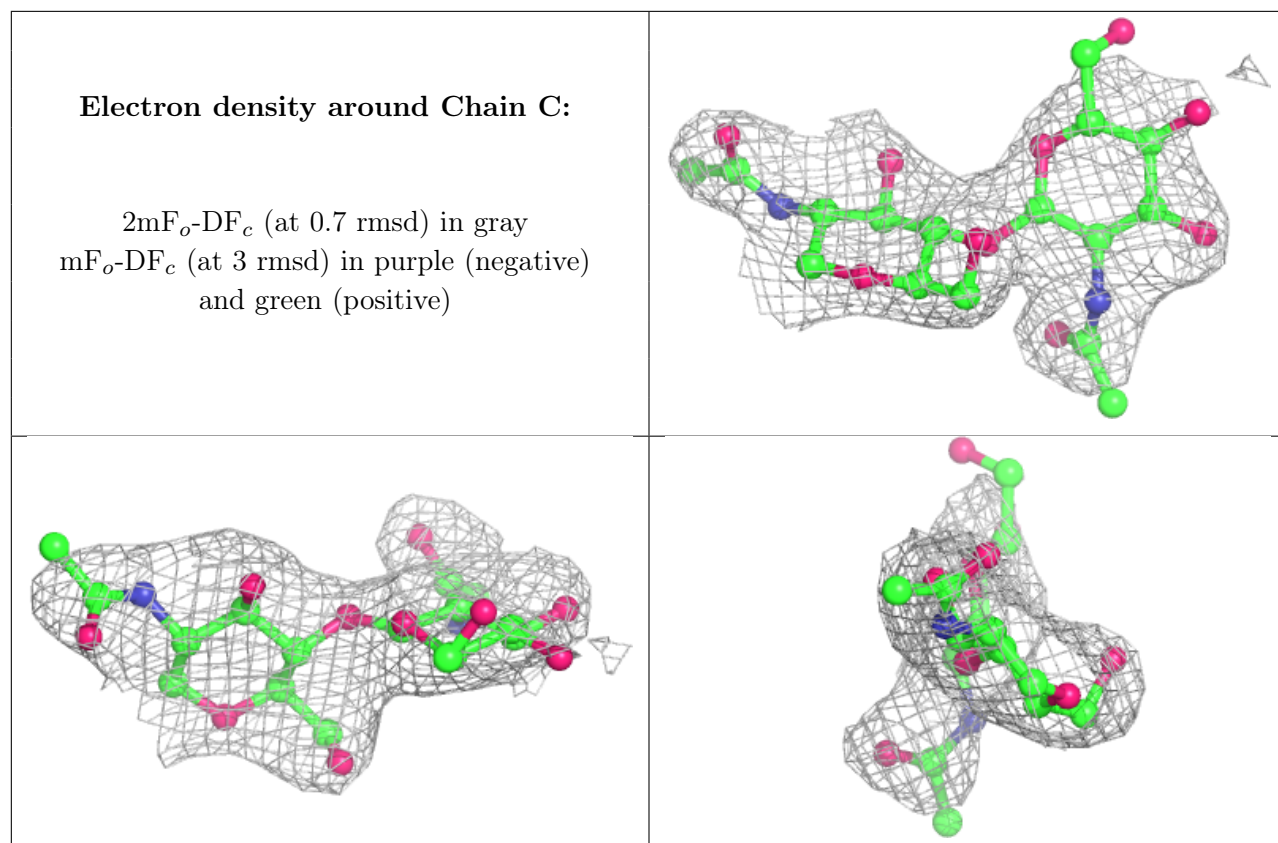 Electron density around Chain C:
2mFₒ-DF𝑐 (at 0.7 rmsd) in gray
mFₒ-DF𝑐 (at 3 rmsd) in purple (negative)
and green (positive)